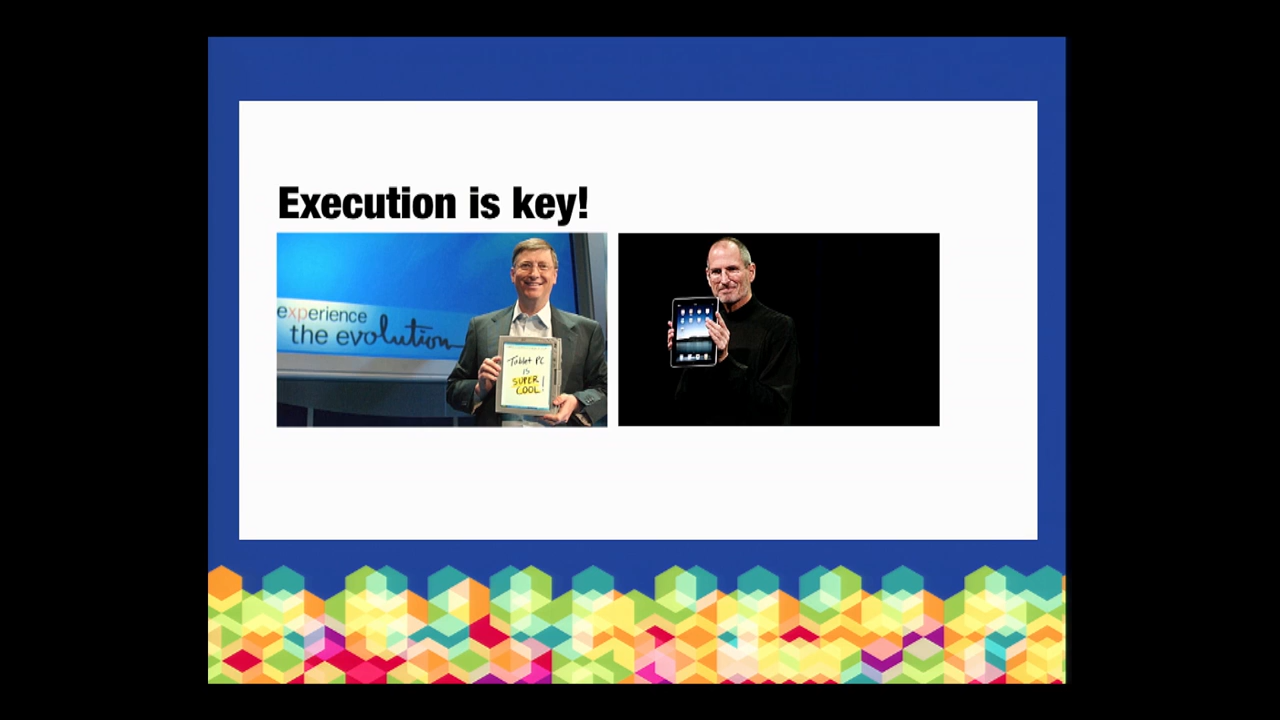 Execution is key!
experience
the evolution
Tablet PC
is
SUPER
COOL!